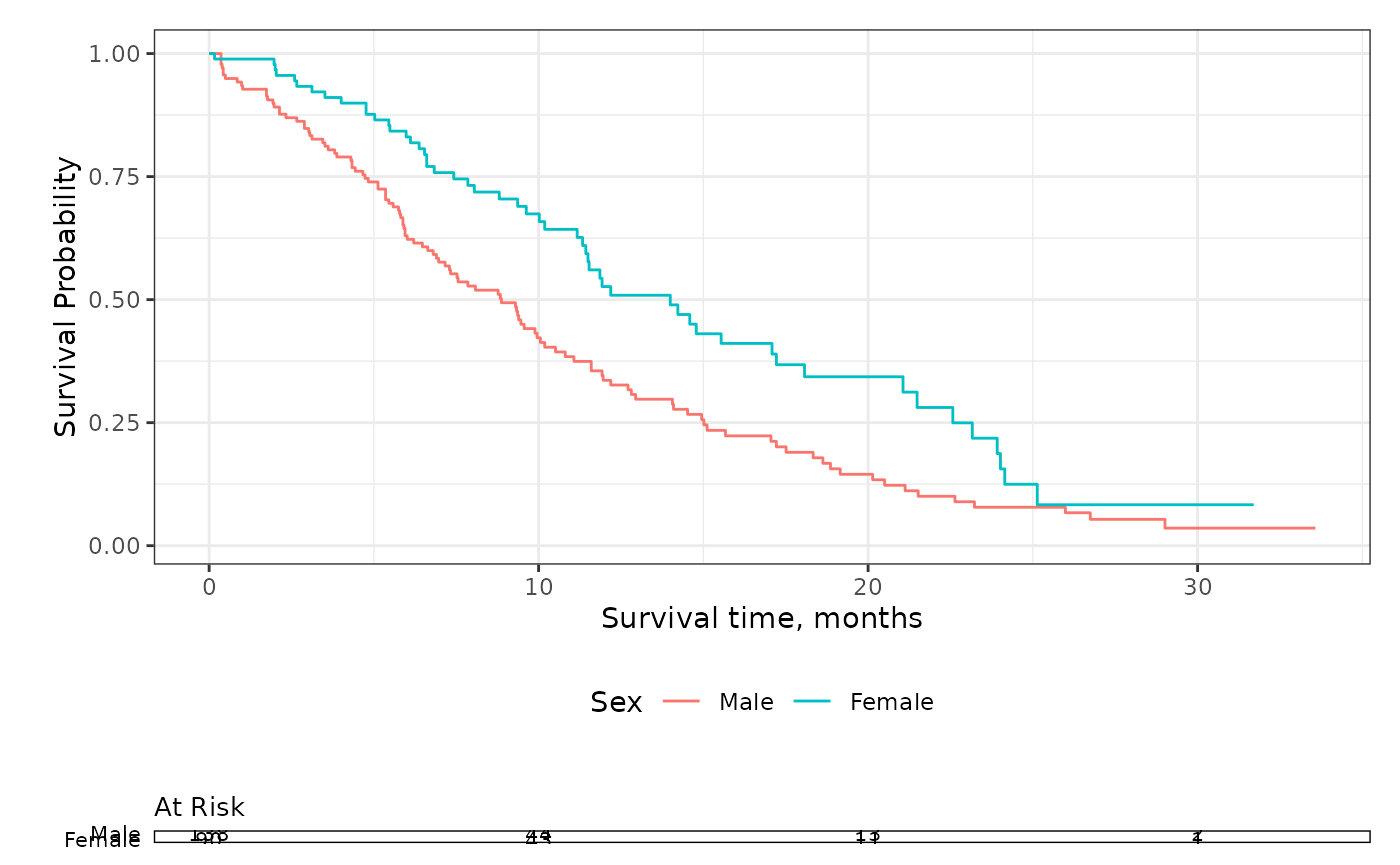 1.00
0.75
0.50
0.25
0.00
Survival Probability
0 10 20 30
Survival time, months
Sex Male Female
At Risk
Male
Female